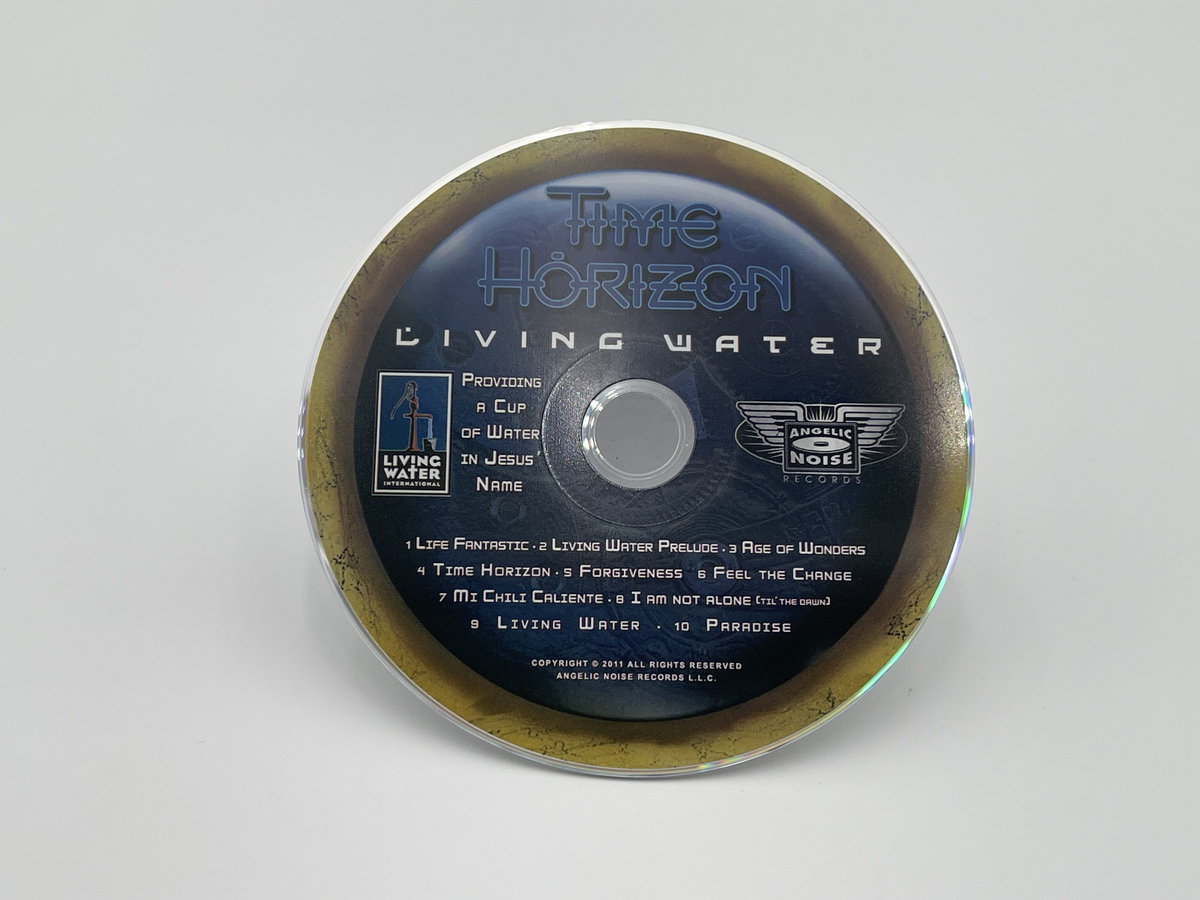 TIME
HORIZON
LIVING WATER
PROVIDING
A CUP
OF WATER
IN JESUS'
NAME
LIVING
WATER
INTERNATIONAL
ANGELIC
NOISE
RECORDS
1 LIFE FANTASTIC · 2 LIVING WATER PRELUDE · 3 AGE OF WONDERS
4 TIME HORIZON · 5 FORGIVENESS 6 FEEL THE CHANGE
7 MI CHILI CALIENTE · 8 I AM NOT ALONE (TIL' THE DAWN)
9 LIVING WATER · 10 PARADISE
COPYRIGHT © 2011 ALL RIGHTS RESERVED
ANGELIC NOISE RECORDS L.L.C.